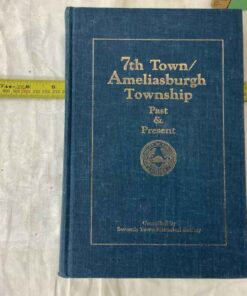 7th Town/
Ameliasburgh
Township
Past
&
Present
Compiled by
Seventh Town Historical Society